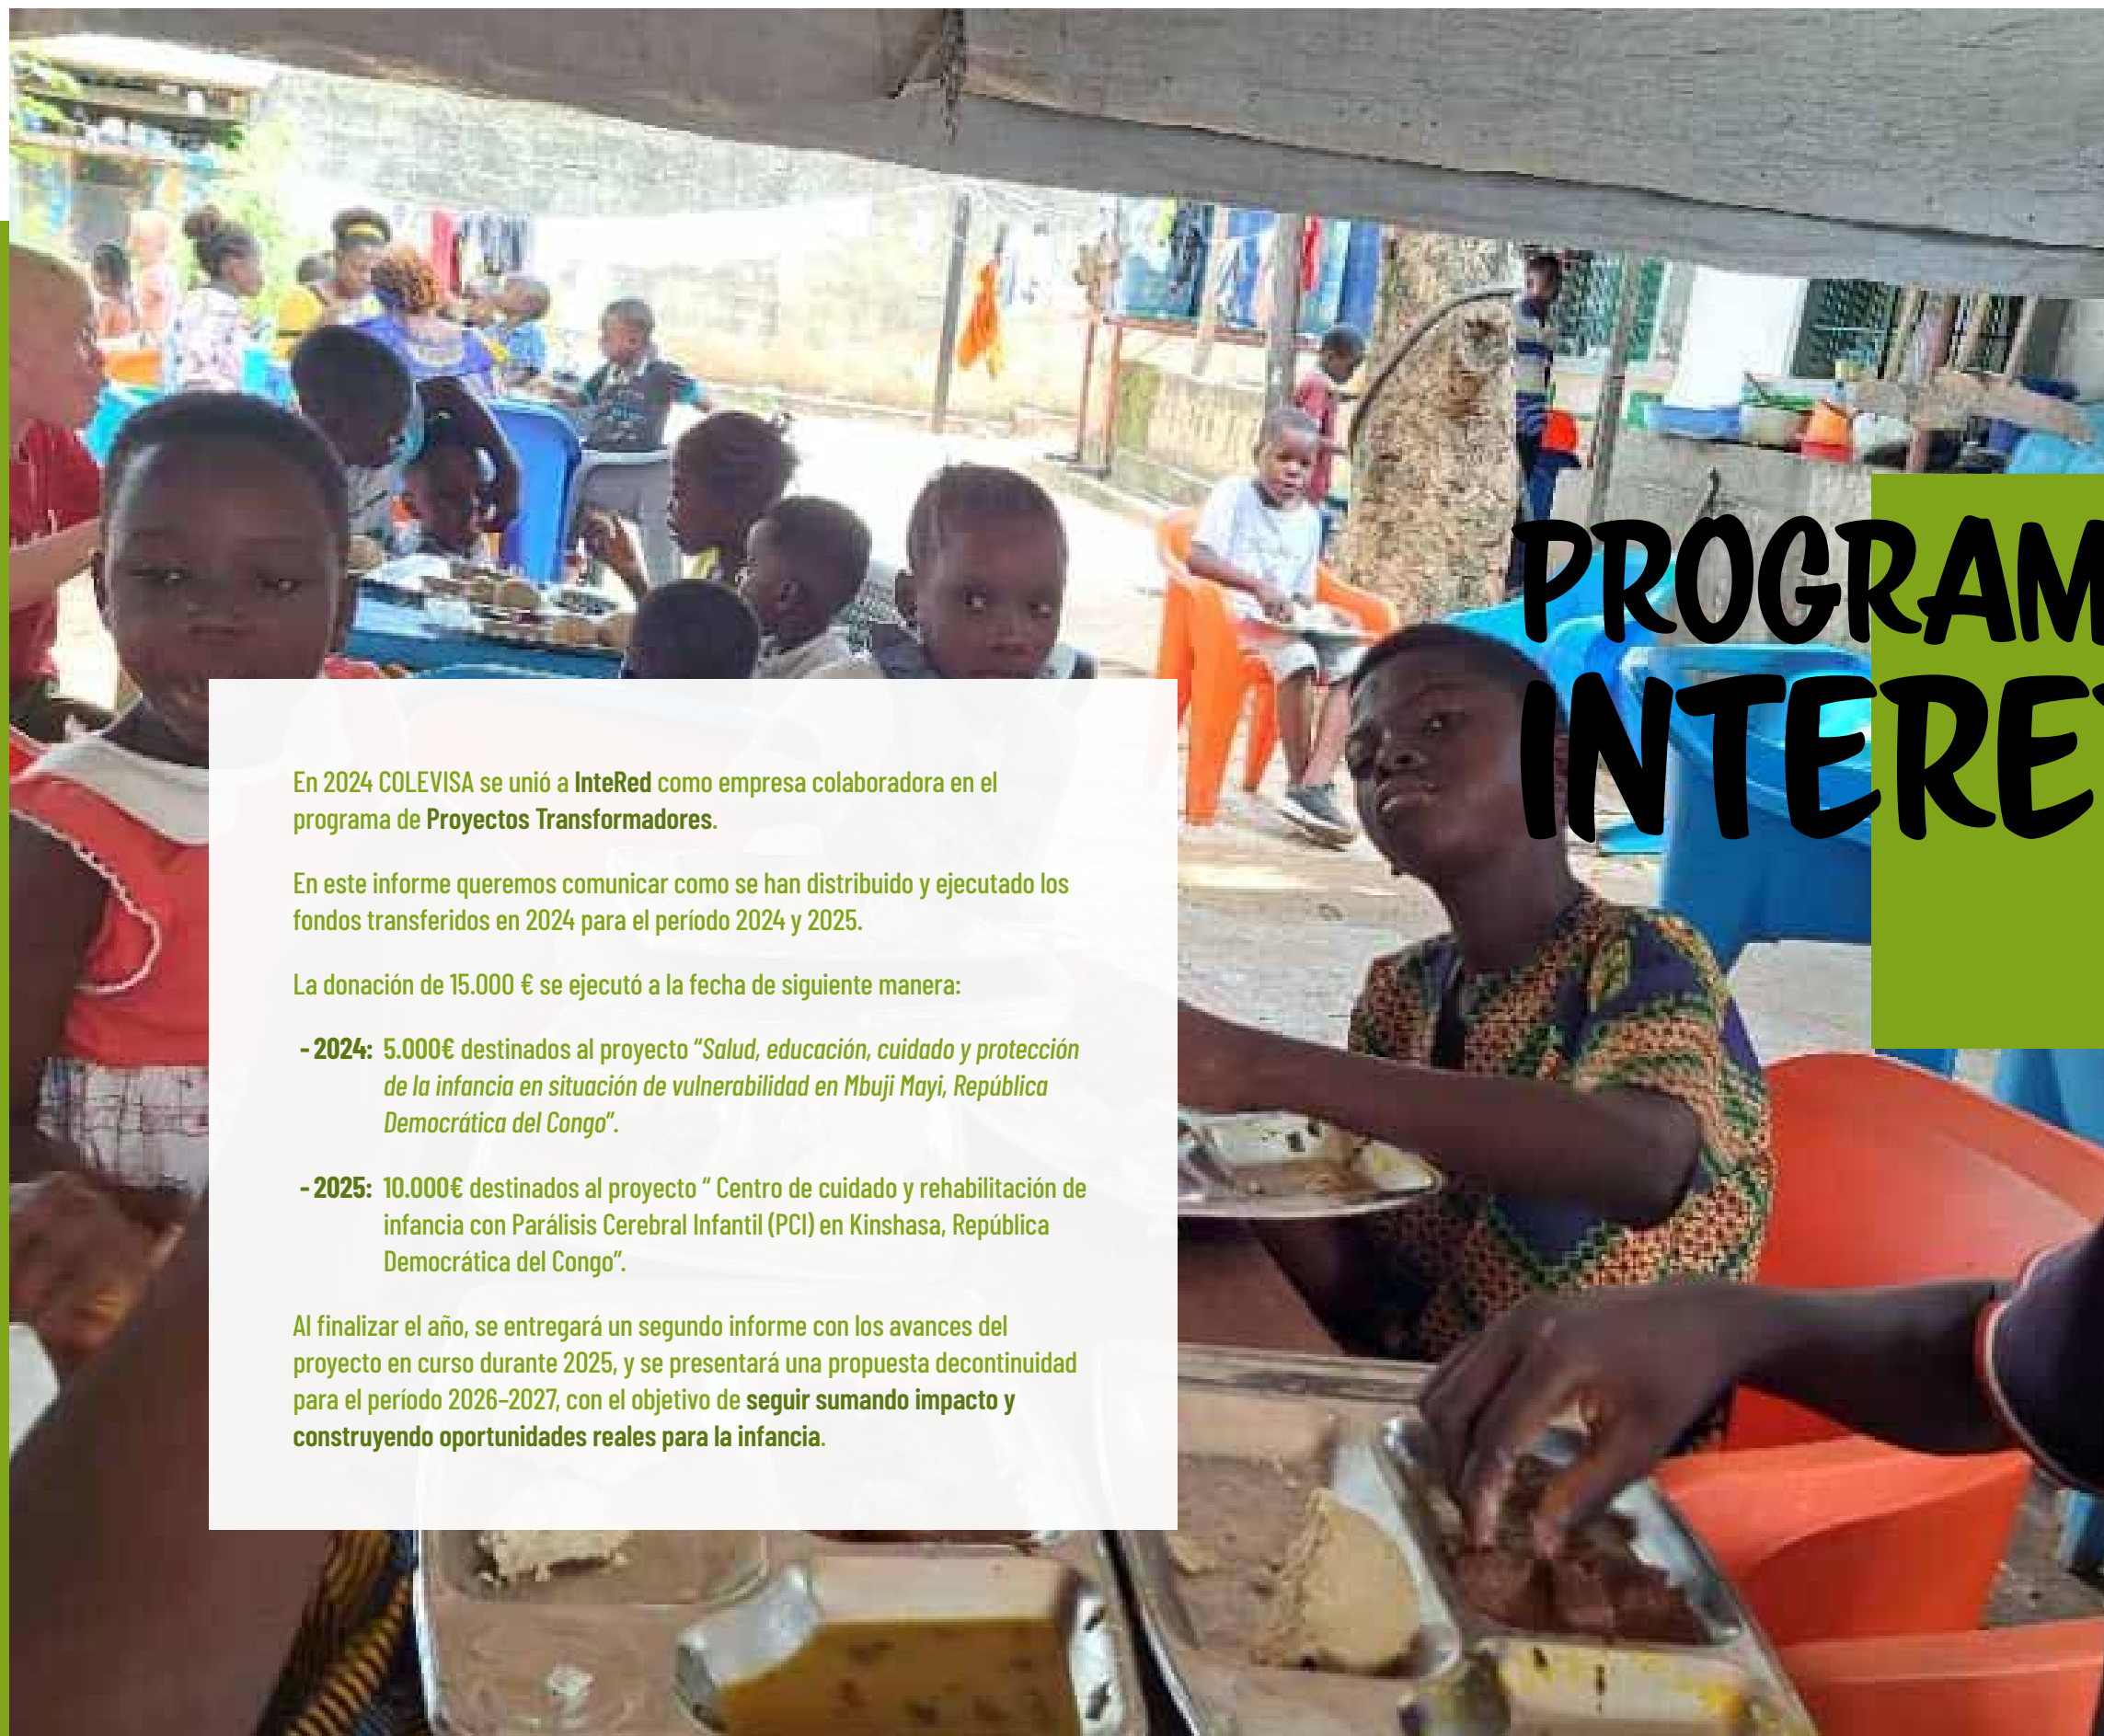 En 2024 COLEVISA se unió a InteRed como empresa colaboradora en el
programa de Proyectos Transformadores.
En este informe queremos comunicar como se han distribuido y ejecutado los
fondos transferidos en 2024 para el período 2024 y 2025.
La donación de 15.000 € se ejecutó a la fecha de siguiente manera:
- 2024: 5.000€ destinados al proyecto “Salud, educación, cuidado y protección
de la infancia en situación de vulnerabilidad en Mbuji Mayi, República
Democrática del Congo”.
- 2025: 10.000€ destinados al proyecto “ Centro de cuidado y rehabilitación de
infancia con Parálisis Cerebral Infantil (PCI) en Kinshasa, República
Democrática del Congo”.
Al finalizar el año, se entregará un segundo informe con los avances del
proyecto en curso durante 2025, y se presentará una propuesta decontinuidad
para el período 2026–2027, con el objetivo de seguir sumando impacto y
construyendo oportunidades reales para la infancia.
PROGRAM
INTERE